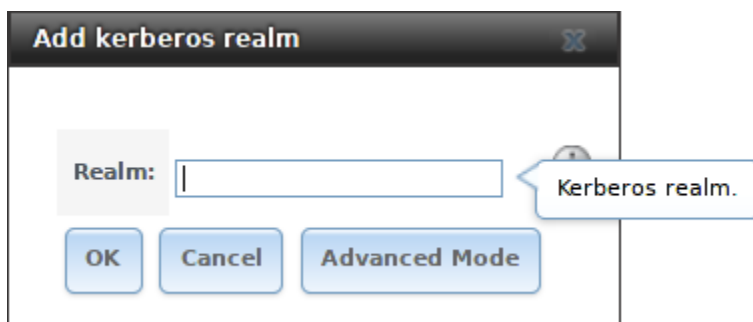 Add kerberos realm
Realm:
Kerberos realm.
OK Cancel Advanced Mode